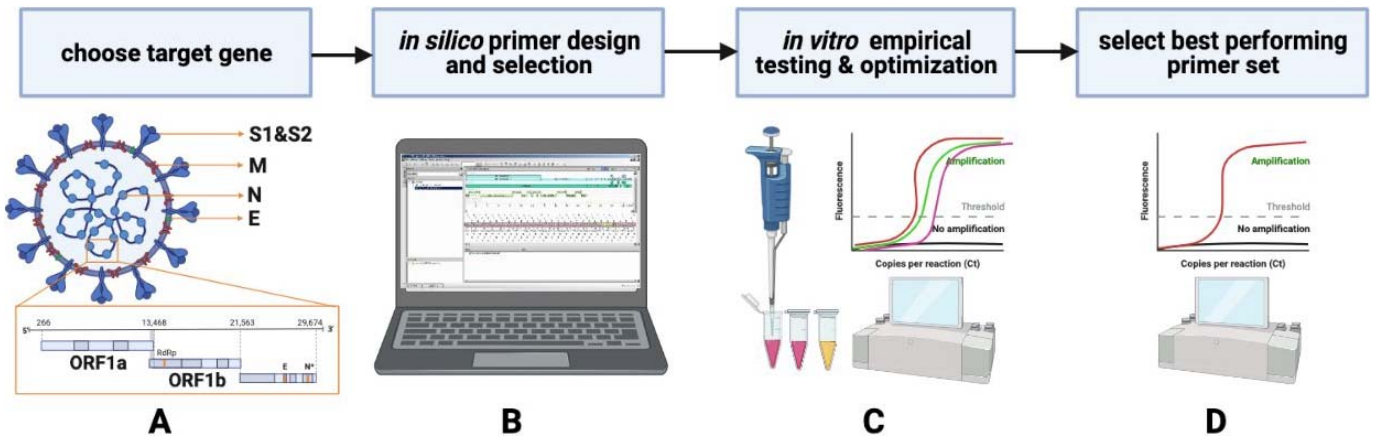 choose target gene
in silico primer design
and selection
in vitro empirical
testing & optimization
select best performing
primer set
S1&S2
M
N
E
266
13,468
21,563
29,674
5'
3'
ORF1a
RdRp
ORF1b
E
N*
Fluorescence
Amplification
Threshold
No amplification
Copies per reaction (Ct)
Fluorescence
Amplification
Threshold
No amplification
Copies per reaction (Ct)
A
B
C
D